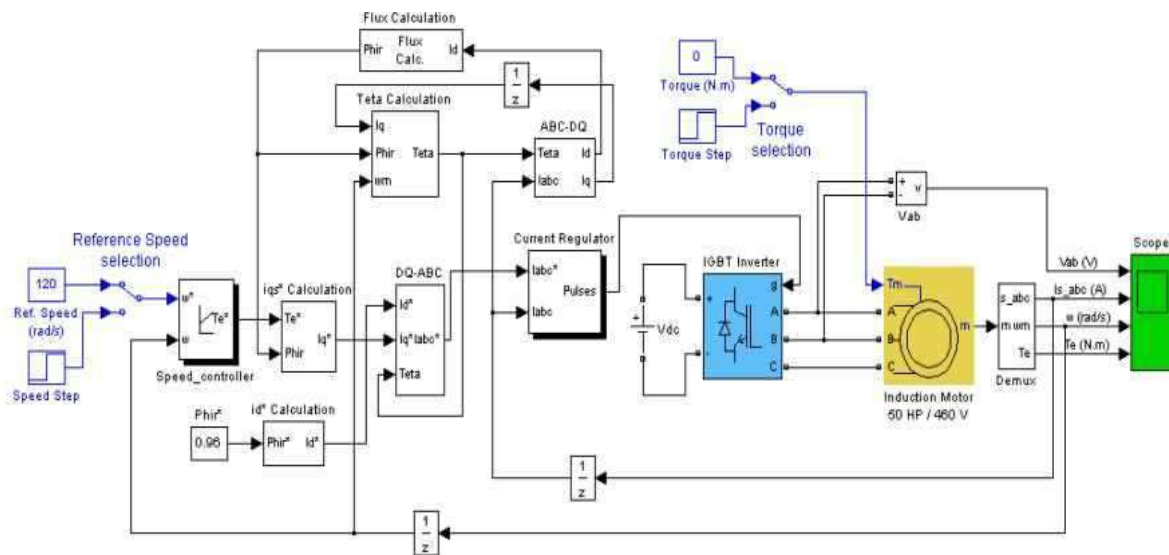 Flux Calculation
Phir
Flux
Calc.
Id
1
z
Teta Calculation
Iq
Phir
wm
Teta
ABC-DQ
Teta
Iabc
Id
Iq
0
Torque (N.m)
Torque Step
Torque
selection
+
-
v
Vab
Reference Speed
selection
120
Ref. Speed
(rad/s)
Speed Step
w*
w
Te*
Speed_controller
iqs* Calculation
Te*
Phir
Iq*
DQ-ABC
Id*
Iq*
Iabc*
Teta
Current Regulator
Iabc*
Iabc
Pulses
+
Vdc
IGBT Inverter
+
-
g
A
B
C
Tm
A
B
C
m
Induction Motor
50 HP / 460 V
m
is_abc
wm
Te
Demux
Scope
Vab (V)
Is_abc (A)
w (rad/s)
Te (N.m)
Phir*
0.96
id* Calculation
Phir*
Id*
1
z
1
z